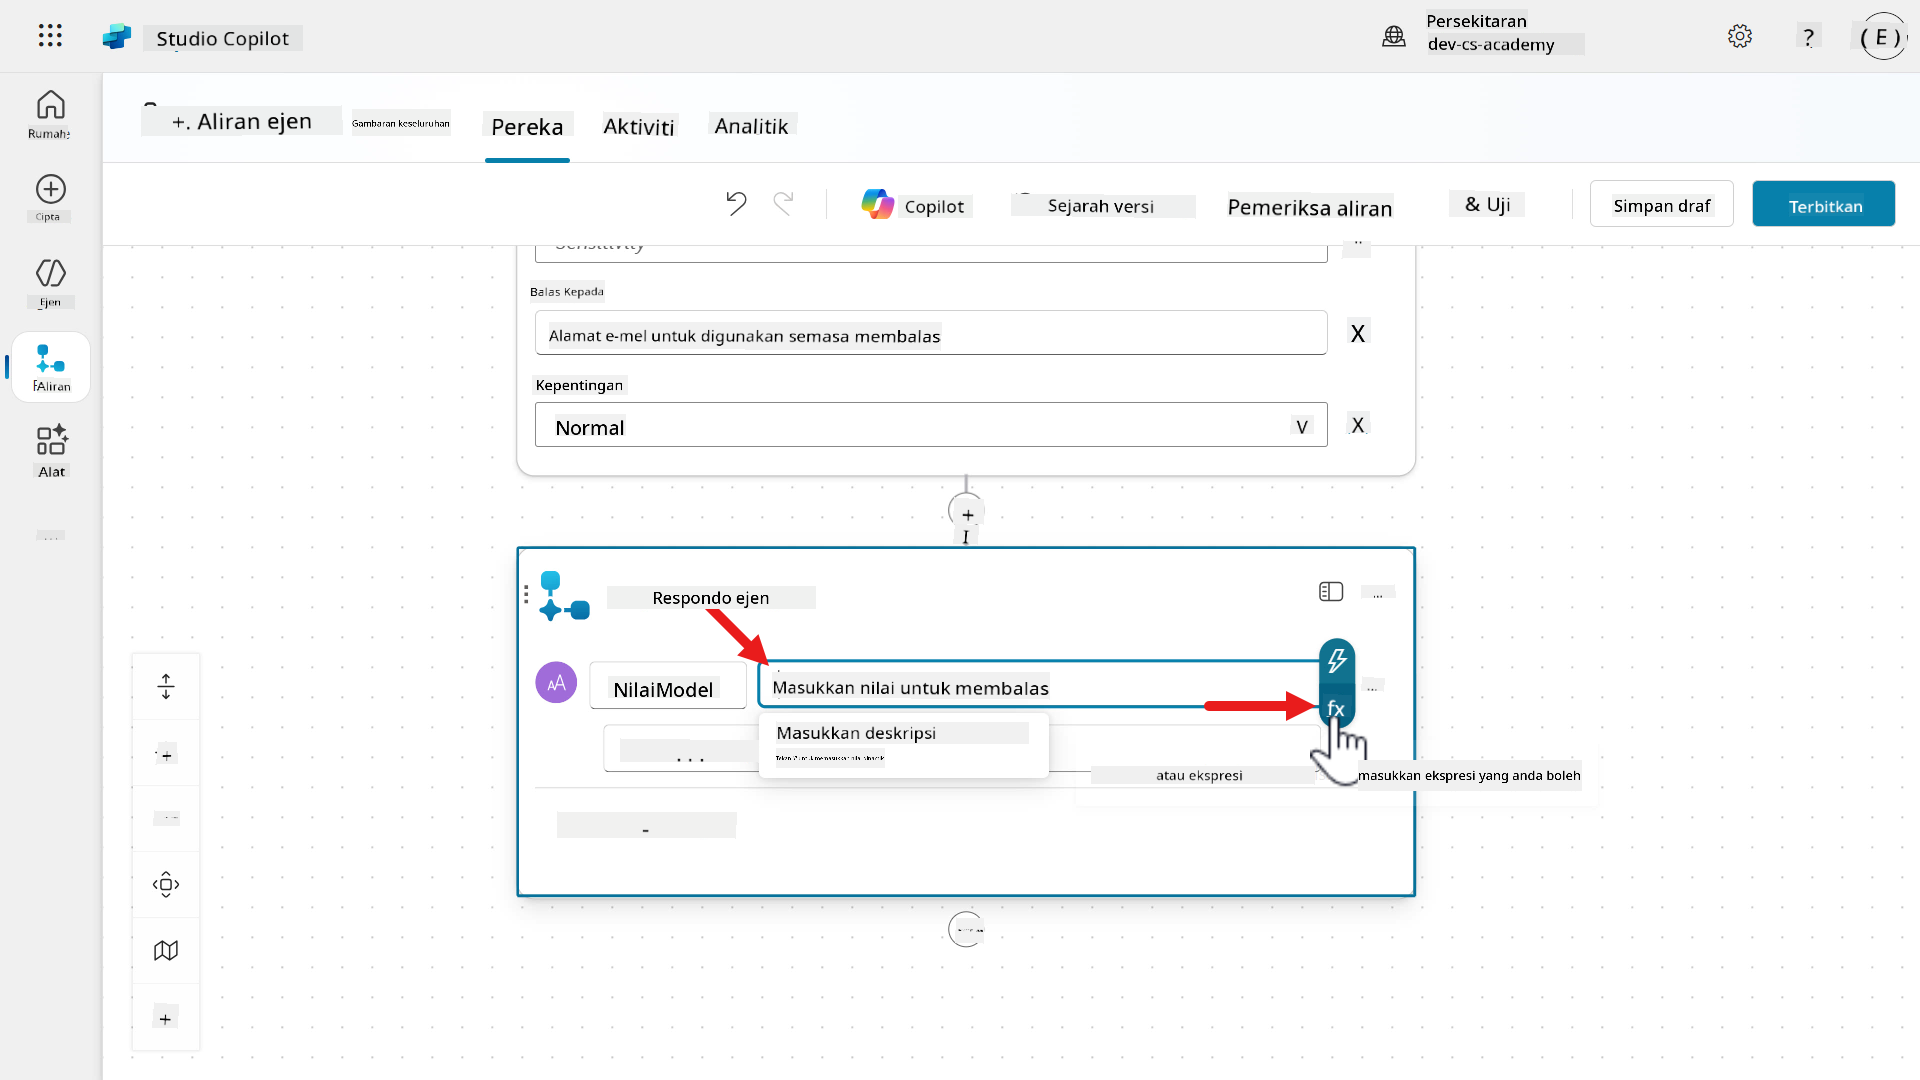 Studio Copilot
Persekitaran
dev-cs-academy
?
( E )
Rumah
+. Aliran ejen
Gambaran keseluruhan
Pereka
Aktiviti
Analitik
Cipta
Copilot
Sejarah versi
Pemeriksa aliran
& Uji
Simpan draf
Terbitkan
Ejen
Aliran
Alat
Balas Kepada
Alamat e-mel untuk digunakan semasa membalas
X
Kepentingan
Normal
V
X
+
Respondo ejen
...
AA
NilaiModel
Masukkan nilai untuk membalas
fx
Masukkan deskripsi
...
atau ekspresi
masukkan ekspresi yang anda boleh
-
+
+